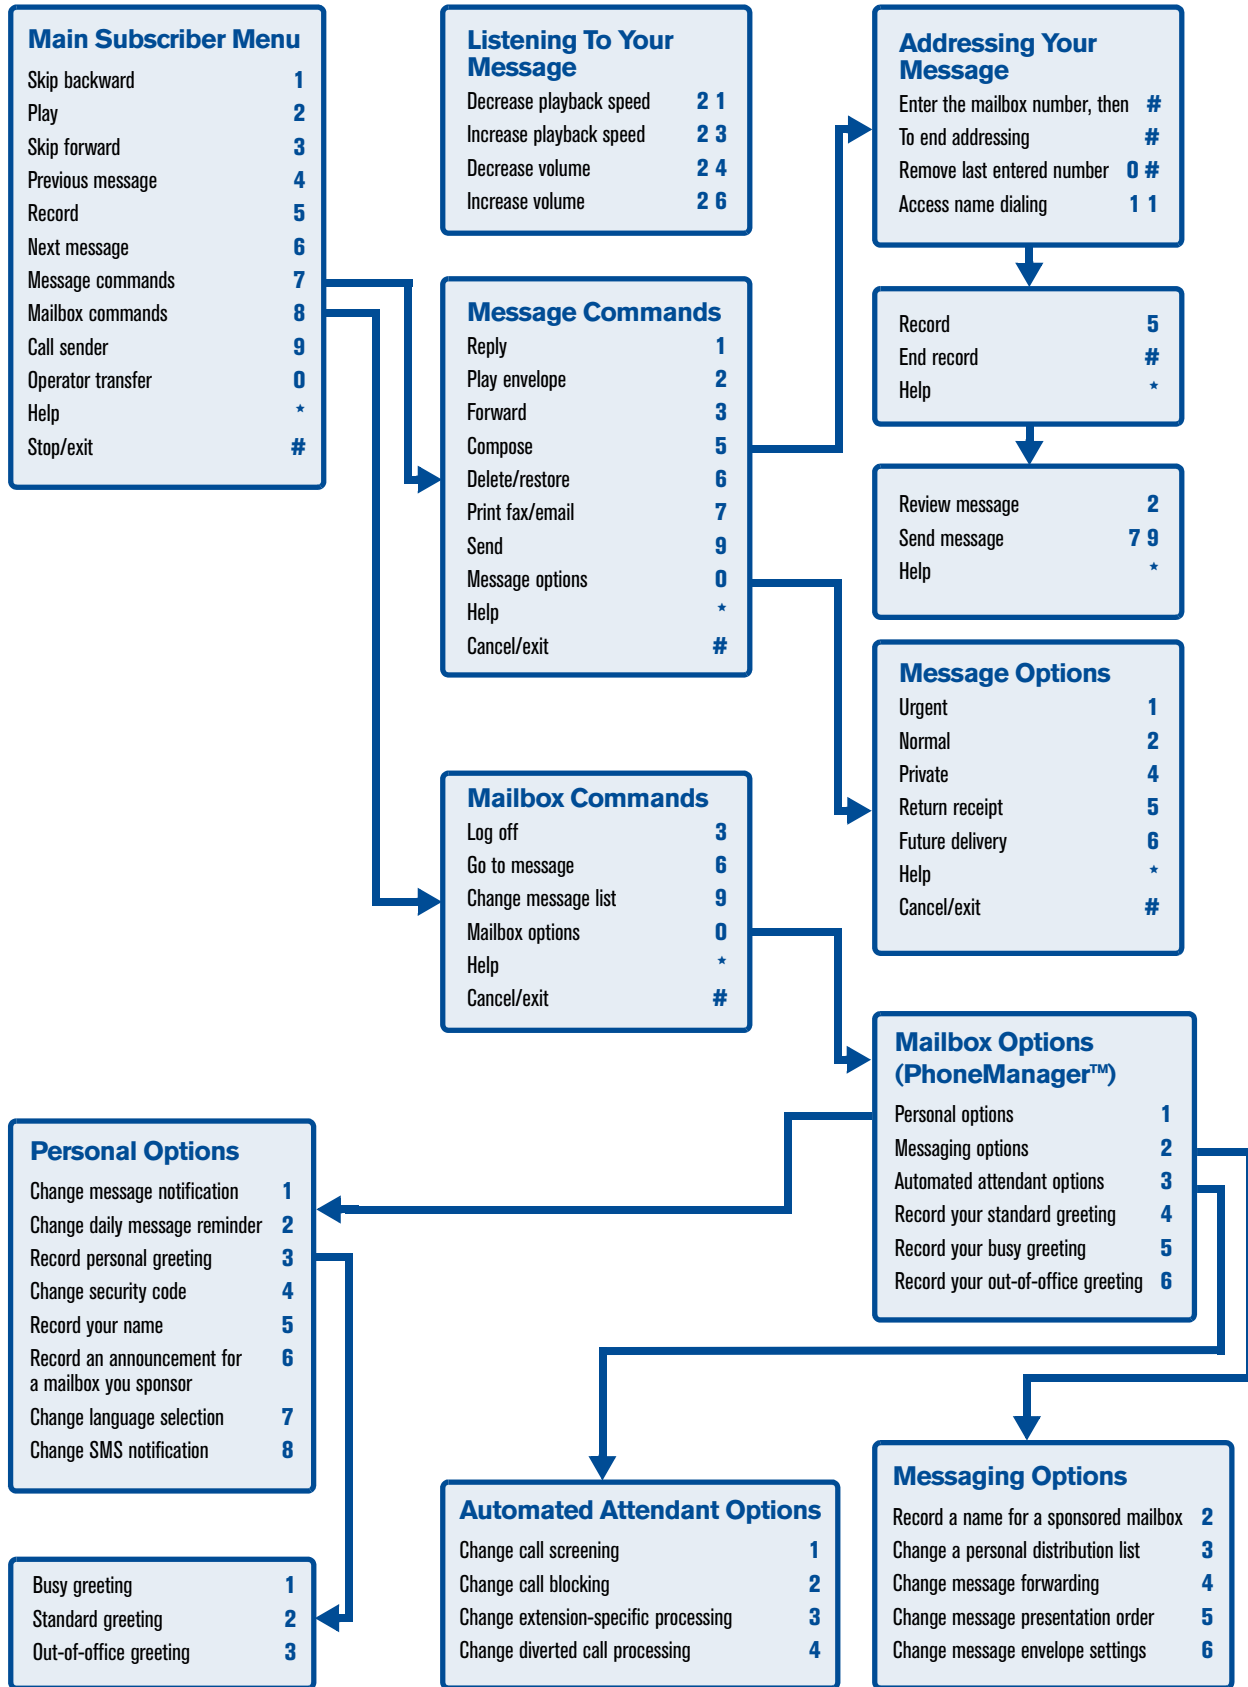 Main Subscriber Menu
Skip backward 1
Play 2
Skip forward 3
Previous message 4
Record 5
Next message 6
Message commands 7
Mailbox commands 8
Call sender 9
Operator transfer 0
Help *
Stop/exit #
Listening To Your
Message
Decrease playback speed 2 1
Increase playback speed 2 3
Decrease volume 2 4
Increase volume 2 6
Addressing Your
Message
Enter the mailbox number, then #
To end addressing #
Remove last entered number 0 #
Access name dialing 1 1
Record 5
End record #
Help *
Review message 2
Send message 7 9
Help *
Message Commands
Reply 1
Play envelope 2
Forward 3
Compose 5
Delete/restore 6
Print fax/email 7
Send 9
Message options 0
Help *
Cancel/exit #
Message Options
Urgent 1
Normal 2
Private 4
Return receipt 5
Future delivery 6
Help *
Cancel/exit #
Mailbox Commands
Log off 3
Go to message 6
Change message list 9
Mailbox options 0
Help *
Cancel/exit #
Mailbox Options
(PhoneManager™)
Personal options 1
Messaging options 2
Automated attendant options 3
Record your standard greeting 4
Record your busy greeting 5
Record your out-of-office greeting 6
Personal Options
Change message notification 1
Change daily message reminder 2
Record personal greeting 3
Change security code 4
Record your name 5
Record an announcement for 6
a mailbox you sponsor
Change language selection 7
Change SMS notification 8
Busy greeting 1
Standard greeting 2
Out-of-office greeting 3
Automated Attendant Options
Change call screening 1
Change call blocking 2
Change extension-specific processing 3
Change diverted call processing 4
Messaging Options
Record a name for a sponsored mailbox 2
Change a personal distribution list 3
Change message forwarding 4
Change message presentation order 5
Change message envelope settings 6